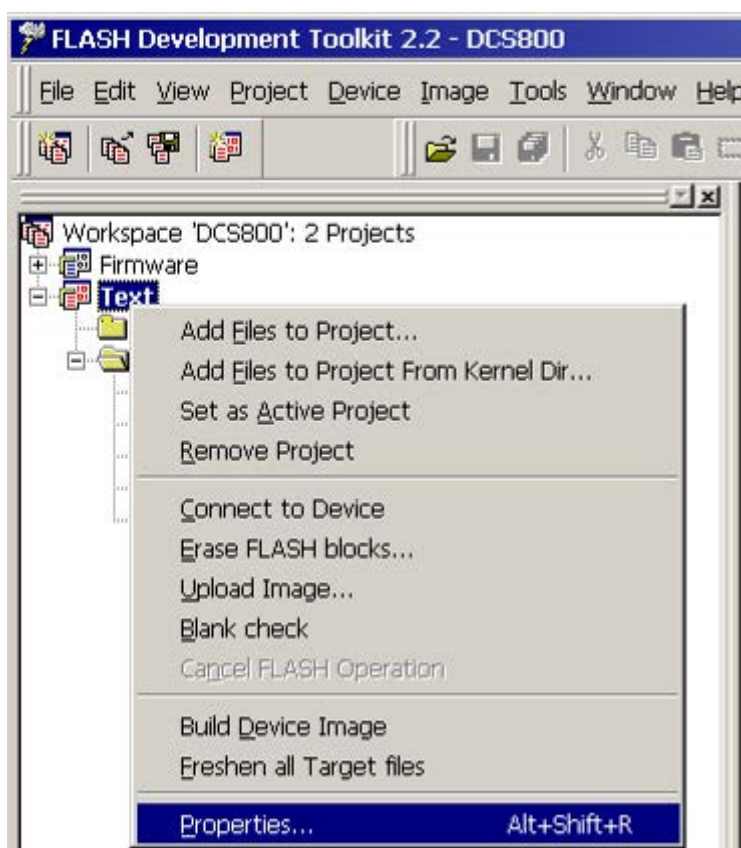 FLASH Development Toolkit 2.2 - DCS800
File Edit View Project Device Image Tools Window Help
Workspace 'DCS800': 2 Projects
Firmware
Text
Add Files to Project...
Add Files to Project From Kernel Dir...
Set as Active Project
Remove Project
Connect to Device
Erase FLASH blocks...
Upload Image...
Blank check
Cancel FLASH Operation
Build Device Image
Freshen all Target files
Properties... Alt+Shift+R